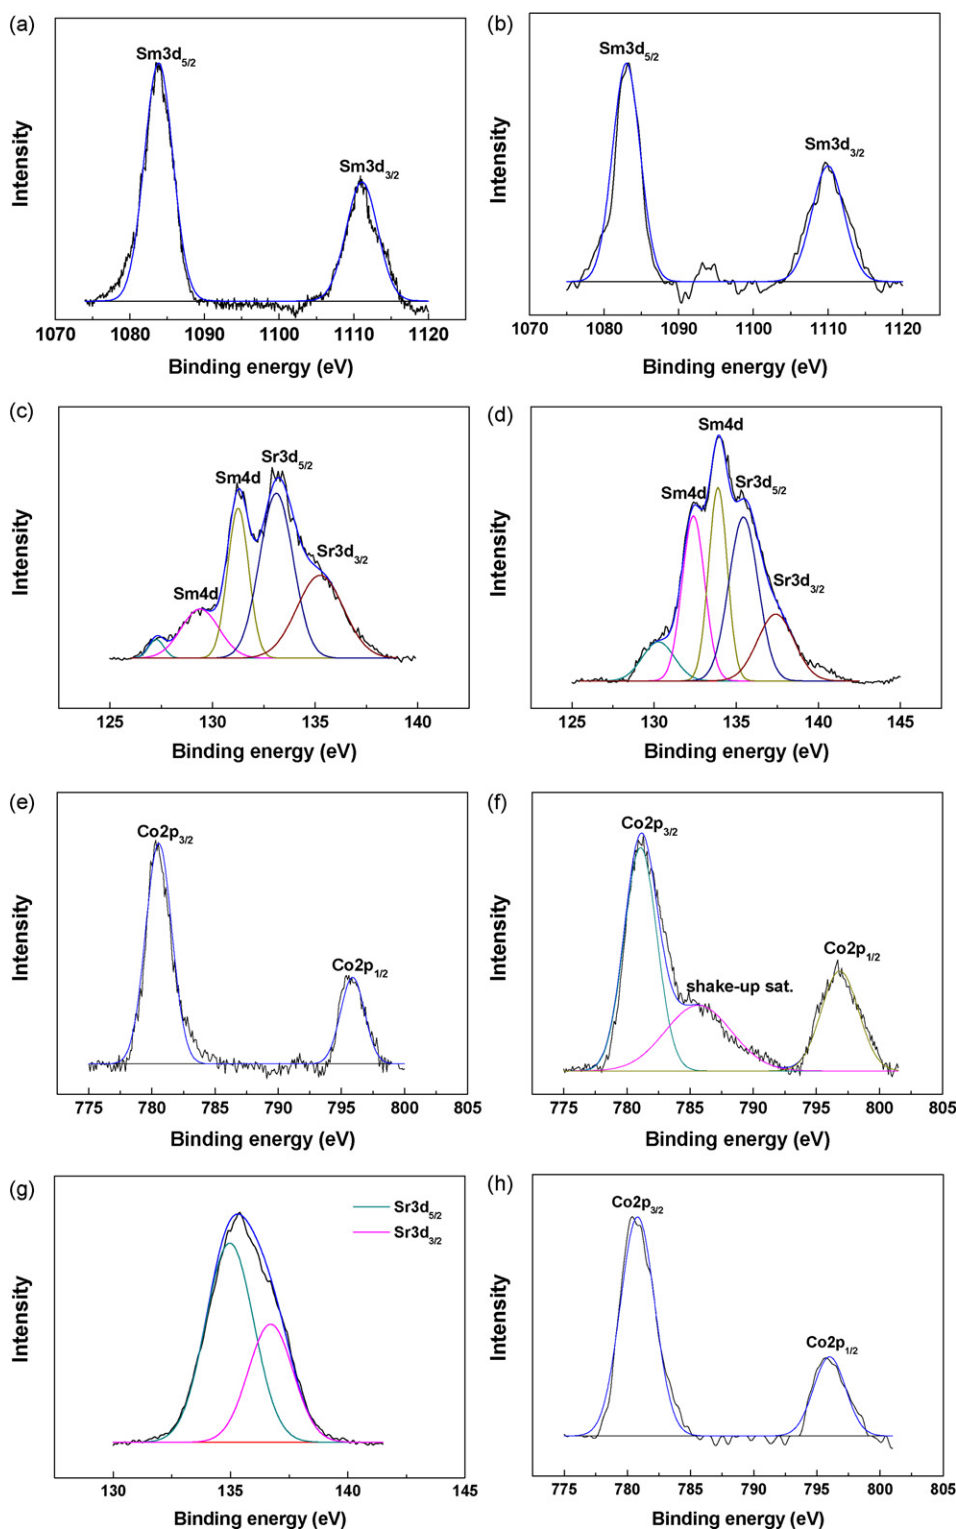 (a)
Sm3d5/2
Sm3d3/2
Intensity
1070 1080 1090 1100 1110 1120
Binding energy (eV)
(b)
Sm3d5/2
Sm3d3/2
Intensity
1070 1080 1090 1100 1110 1120
Binding energy (eV)
(c)
Sr3d5/2
Sm4d
Sr3d3/2
Sm4d
Intensity
125 130 135 140
Binding energy (eV)
(d)
Sm4d
Sm4d
Sr3d5/2
Sr3d3/2
Intensity
125 130 135 140 145
Binding energy (eV)
(e)
Co2p3/2
Co2p1/2
Intensity
775 780 785 790 795 800 805
Binding energy (eV)
(f)
Co2p3/2
Co2p1/2
shake-up sat.
Intensity
775 780 785 790 795 800 805
Binding energy (eV)
(g)
Sr3d5/2
Sr3d3/2
Intensity
130 135 140 145
Binding energy (eV)
(h)
Co2p3/2
Co2p1/2
Intensity
775 780 785 790 795 800 805
Binding energy (eV)